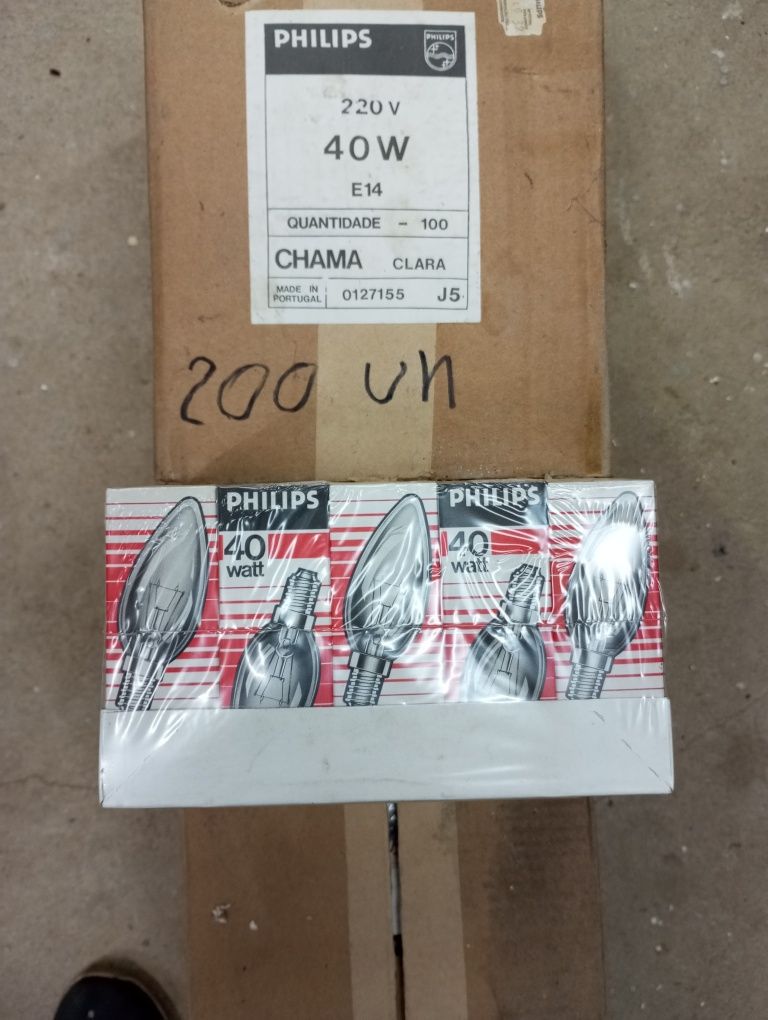 PHILIPS
PHILIPS
220 V
40 W
E14
QUANTIDADE - 100
CHAMA CLARA
MADE IN
PORTUGAL
0127155 J5
200 un
PHILIPS
40
watt
PHILIPS
40
watt